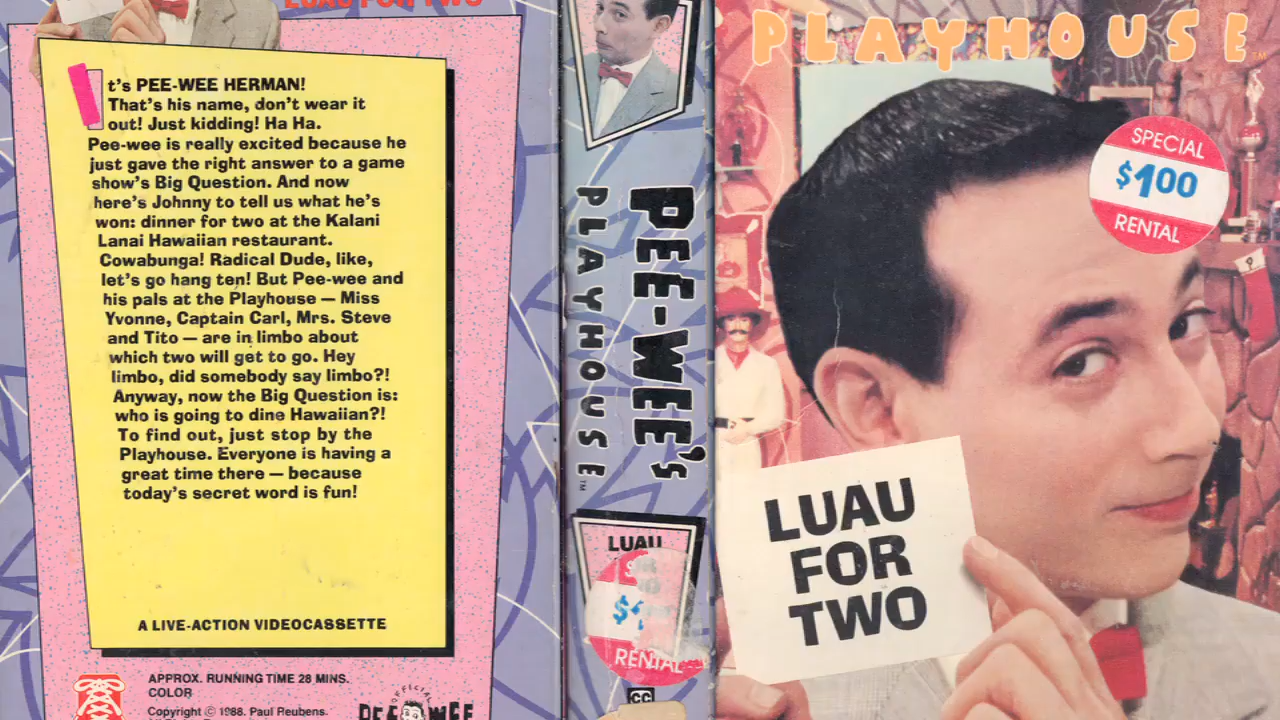 LUAU FOR TWO
It's PEE-WEE HERMAN!
That's his name, don't wear it
out! Just kidding! Ha Ha.
Pee-wee is really excited because he
just gave the right answer to a game
show's Big Question. And now
here's Johnny to tell us what he's
won: dinner for two at the Kalani
Lanai Hawaiian restaurant.
Cowabunga! Radical Dude, like,
let's go hang ten! But Pee-wee and
his pals at the Playhouse — Miss
Yvonne, Captain Carl, Mrs. Steve
and Tito — are in limbo about
which two will get to go. Hey
limbo, did somebody say limbo?!
Anyway, now the Big Question is:
who is going to dine Hawaiian?!
To find out, just stop by the
Playhouse. Everyone is having a
great time there — because
today's secret word is fun!
A LIVE-ACTION VIDEOCASSETTE
APPROX. RUNNING TIME 28 MINS.
COLOR
Copyright © 1988. Paul Reubens.
OFFICIAL
PEE WEE
PEE-WEE's
PLAYHOUSE™
LUAU
RENTAL
CC
PLAYHOUSE™
SPECIAL
$1.00
RENTAL
LUAU
FOR
TWO